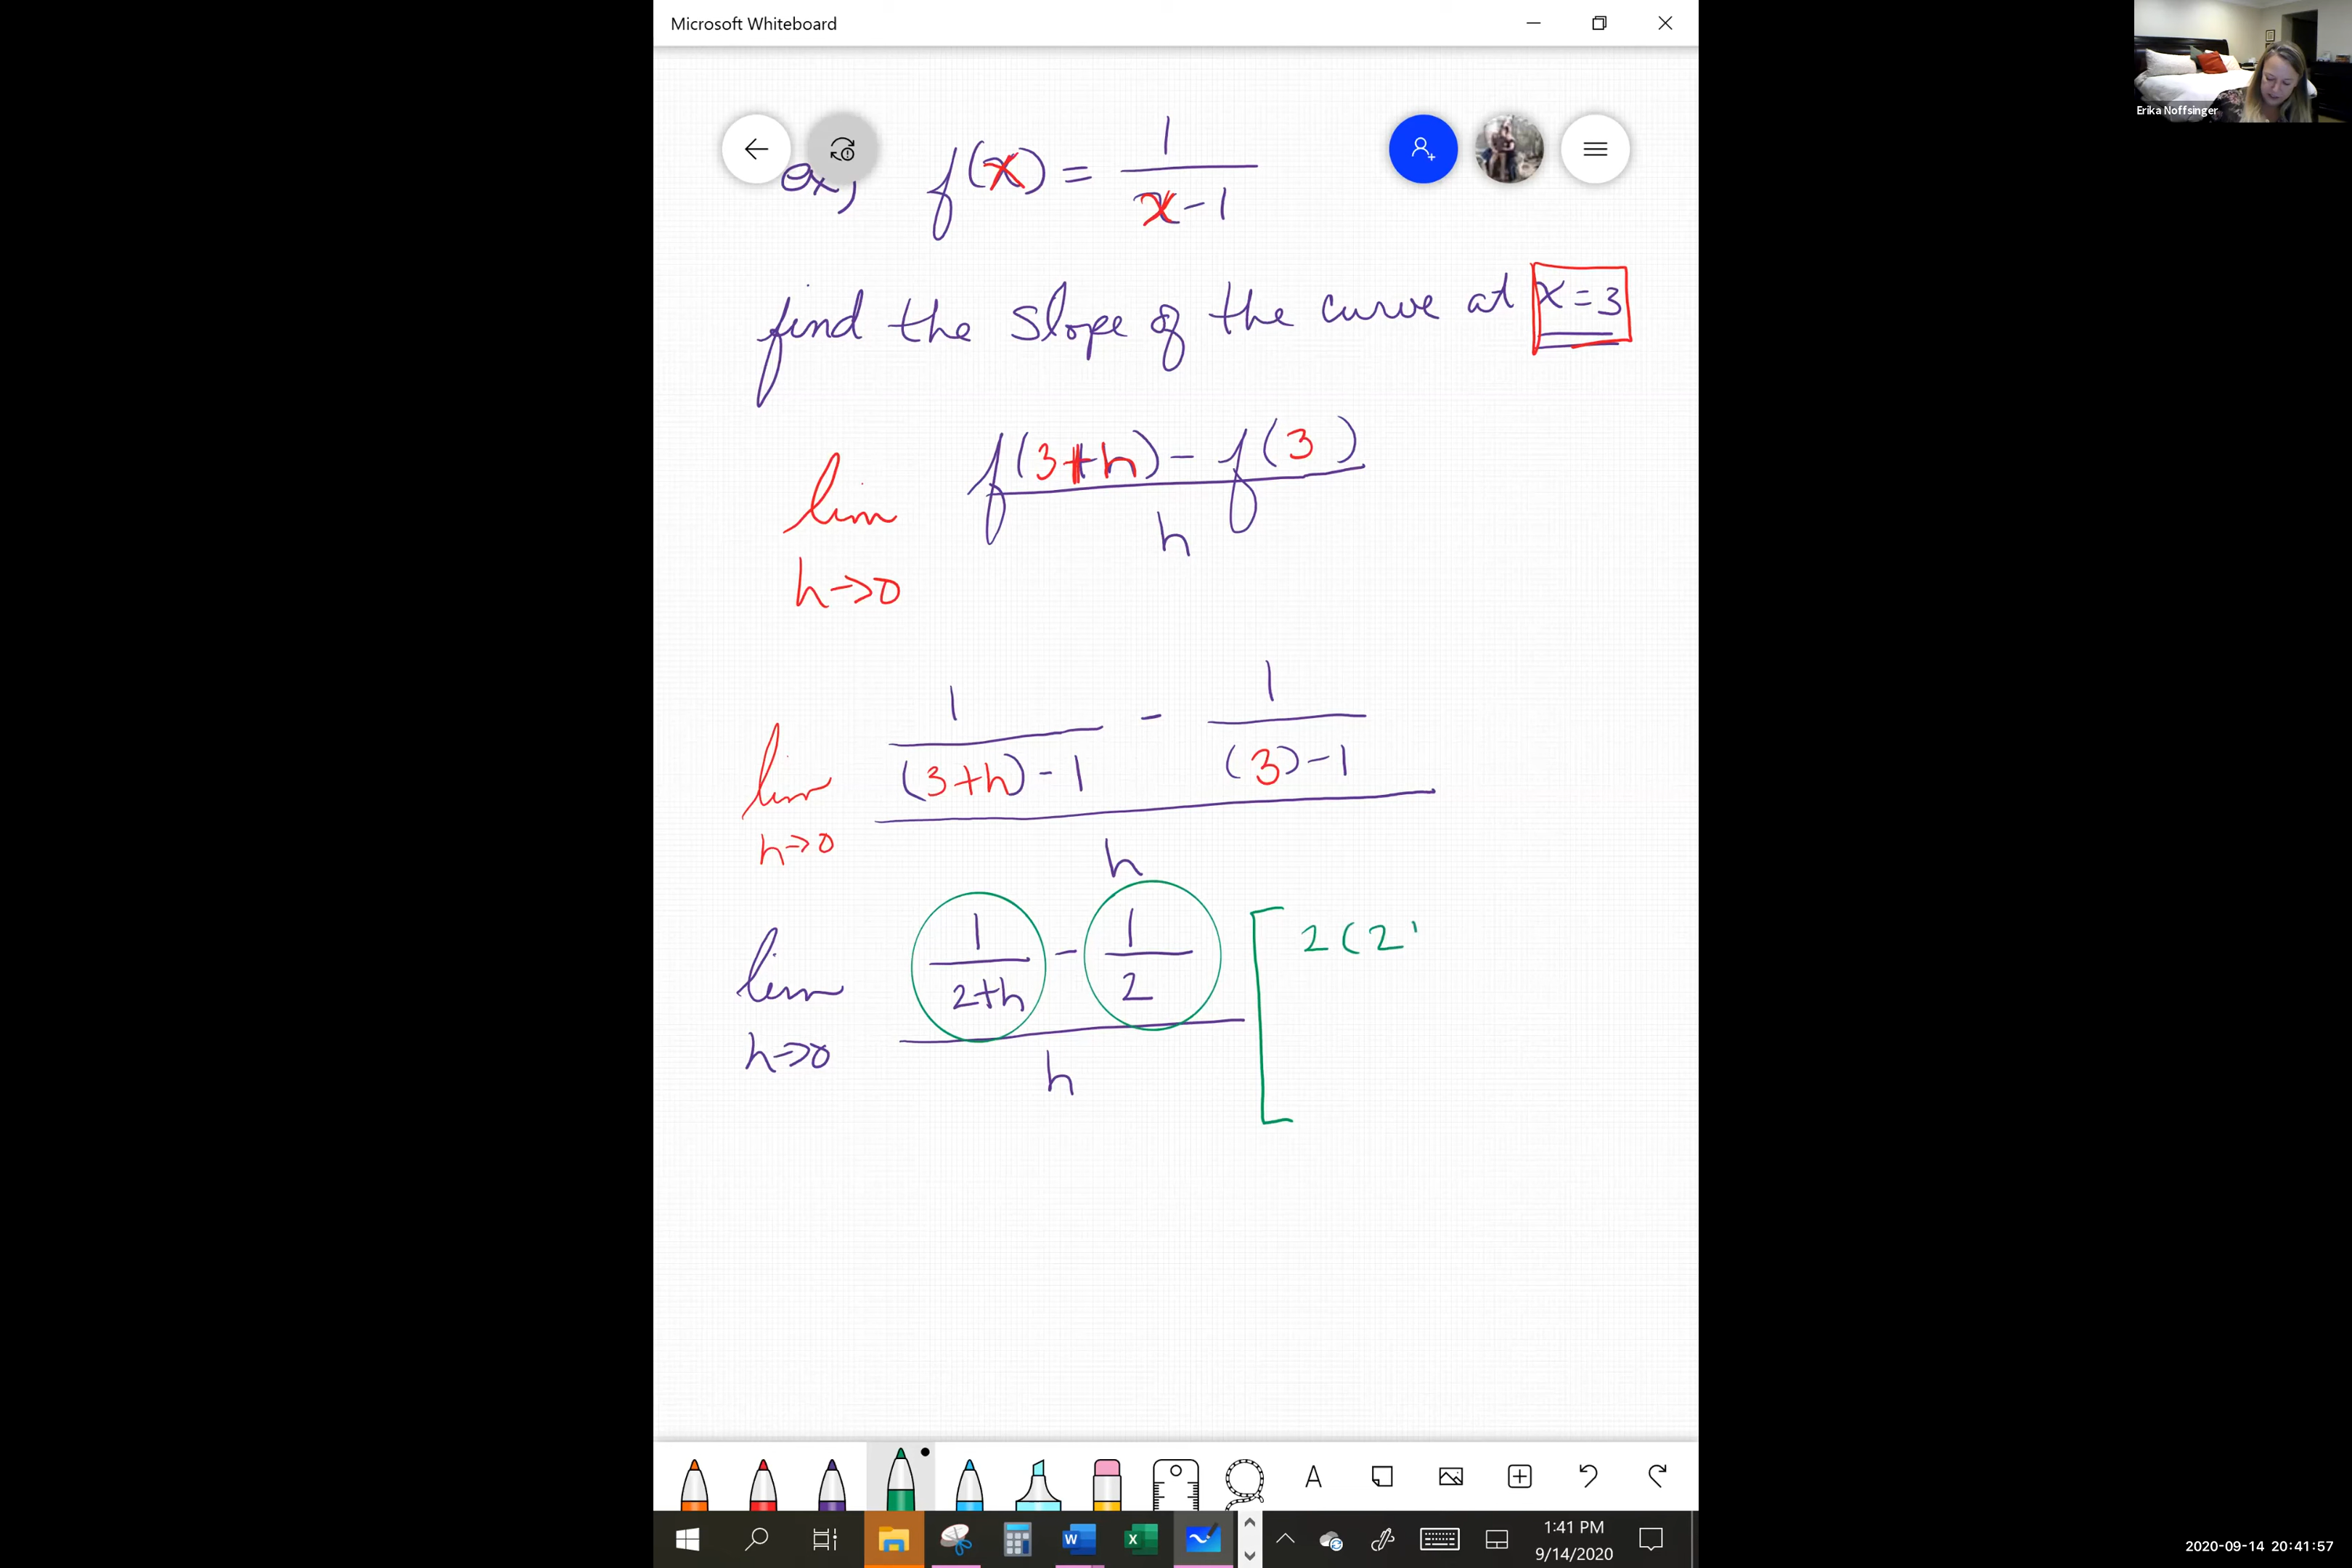 Microsoft Whiteboard
Erika Noffsinger
ex) f(x) = 1/(x-1)
find the slope of the curve at x=3
lim h→0 (f(3+h) - f(3))/h
lim h→0 (1/((3+h)-1) - 1/((3)-1))/h
lim h→0 (1/(2+h) - 1/2)/h [2(2
A
W
X
1:41 PM
9/14/2020
2020-09-14 20:41:57